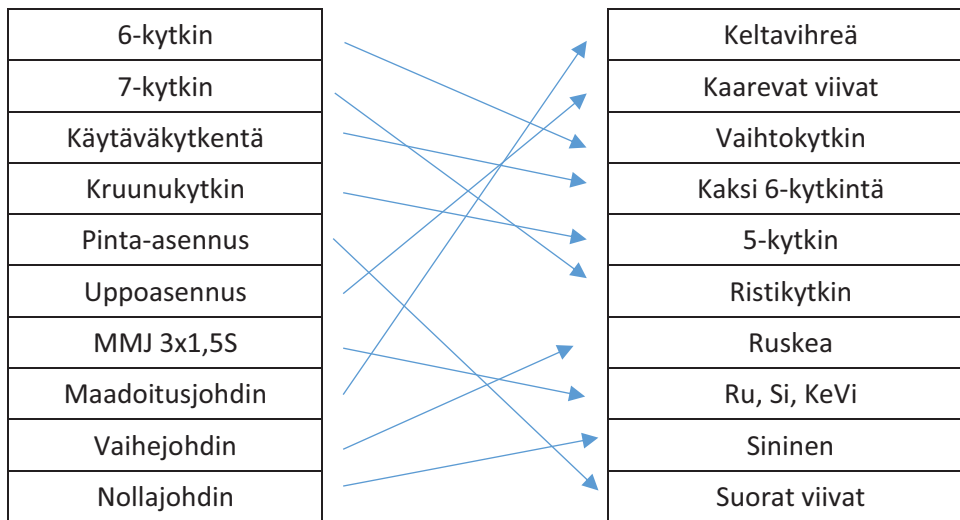 6-kytkin
7-kytkin
Käytäväkytkentä
Kruunukytkin
Pinta-asennus
Uppoasennus
MMJ 3x1,5S
Maadoitusjohdin
Vaihejohdin
Nollajohdin
Keltavihreä
Kaarevat viivat
Vaihtokytkin
Kaksi 6-kytkintä
5-kytkin
Ristikytkin
Ruskea
Ru, Si, KeVi
Sininen
Suorat viivat